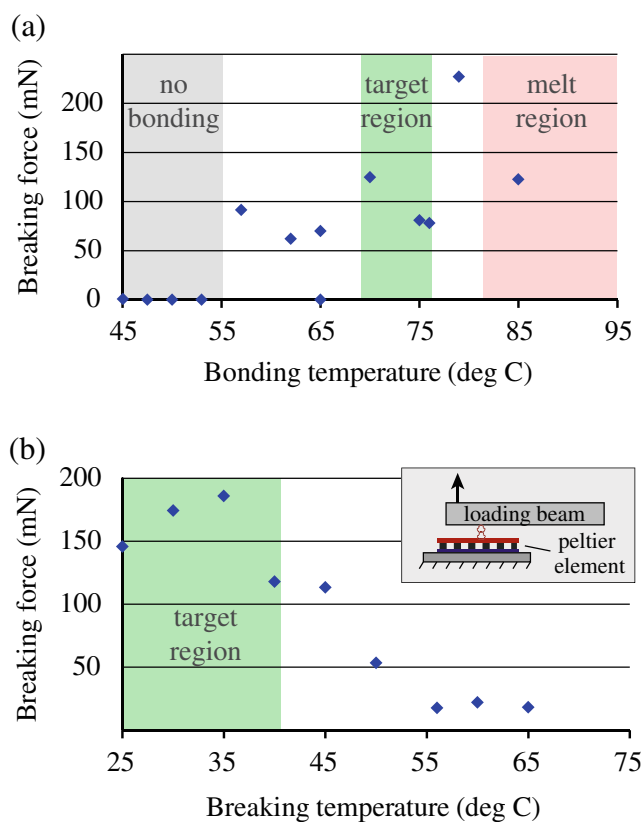 (a)
Breaking force (mN)
200
150
100
50
0
no
bonding
target
region
melt
region
45
55
65
75
85
95
Bonding temperature (deg C)
(b)
Breaking force (mN)
200
150
100
50
target
region
loading beam
peltier
element
25
35
45
55
65
75
Breaking temperature (deg C)